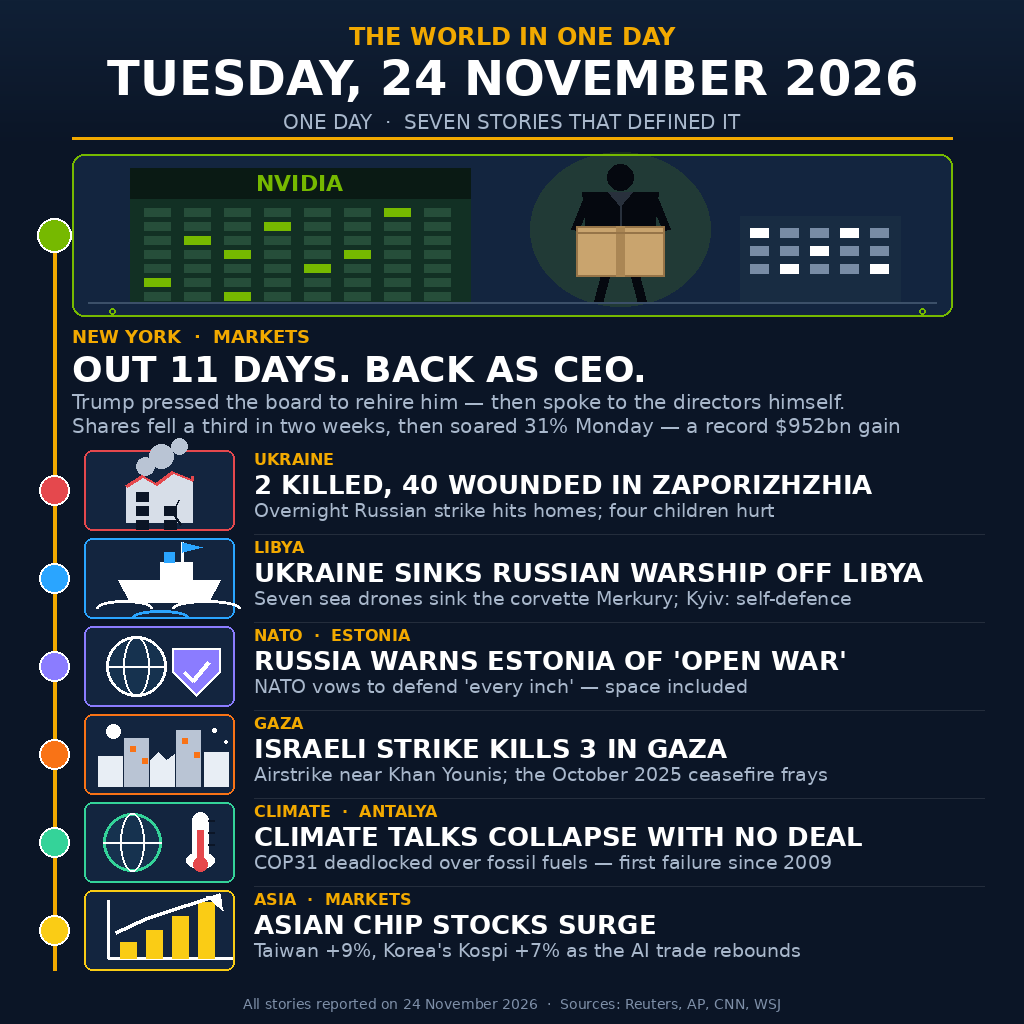 THE WORLD IN ONE DAY
TUESDAY, 24 NOVEMBER 2026
ONE DAY · SEVEN STORIES THAT DEFINED IT
NVIDIA
NEW YORK · MARKETS
OUT 11 DAYS. BACK AS CEO.
Trump pressed the board to rehire him — then spoke to the directors himself.
Shares fell a third in two weeks, then soared 31% Monday — a record $952bn gain
UKRAINE
2 KILLED, 40 WOUNDED IN ZAPORIZHZHIA
Overnight Russian strike hits homes; four children hurt
LIBYA
UKRAINE SINKS RUSSIAN WARSHIP OFF LIBYA
Seven sea drones sink the corvette Merkury; Kyiv: self-defence
NATO · ESTONIA
RUSSIA WARNS ESTONIA OF 'OPEN WAR'
NATO vows to defend 'every inch' — space included
GAZA
ISRAELI STRIKE KILLS 3 IN GAZA
Airstrike near Khan Younis; the October 2025 ceasefire frays
CLIMATE · ANTALYA
CLIMATE TALKS COLLAPSE WITH NO DEAL
COP31 deadlocked over fossil fuels — first failure since 2009
ASIA · MARKETS
ASIAN CHIP STOCKS SURGE
Taiwan +9%, Korea's Kospi +7% as the AI trade rebounds
All stories reported on 24 November 2026 · Sources: Reuters, AP, CNN, WSJ